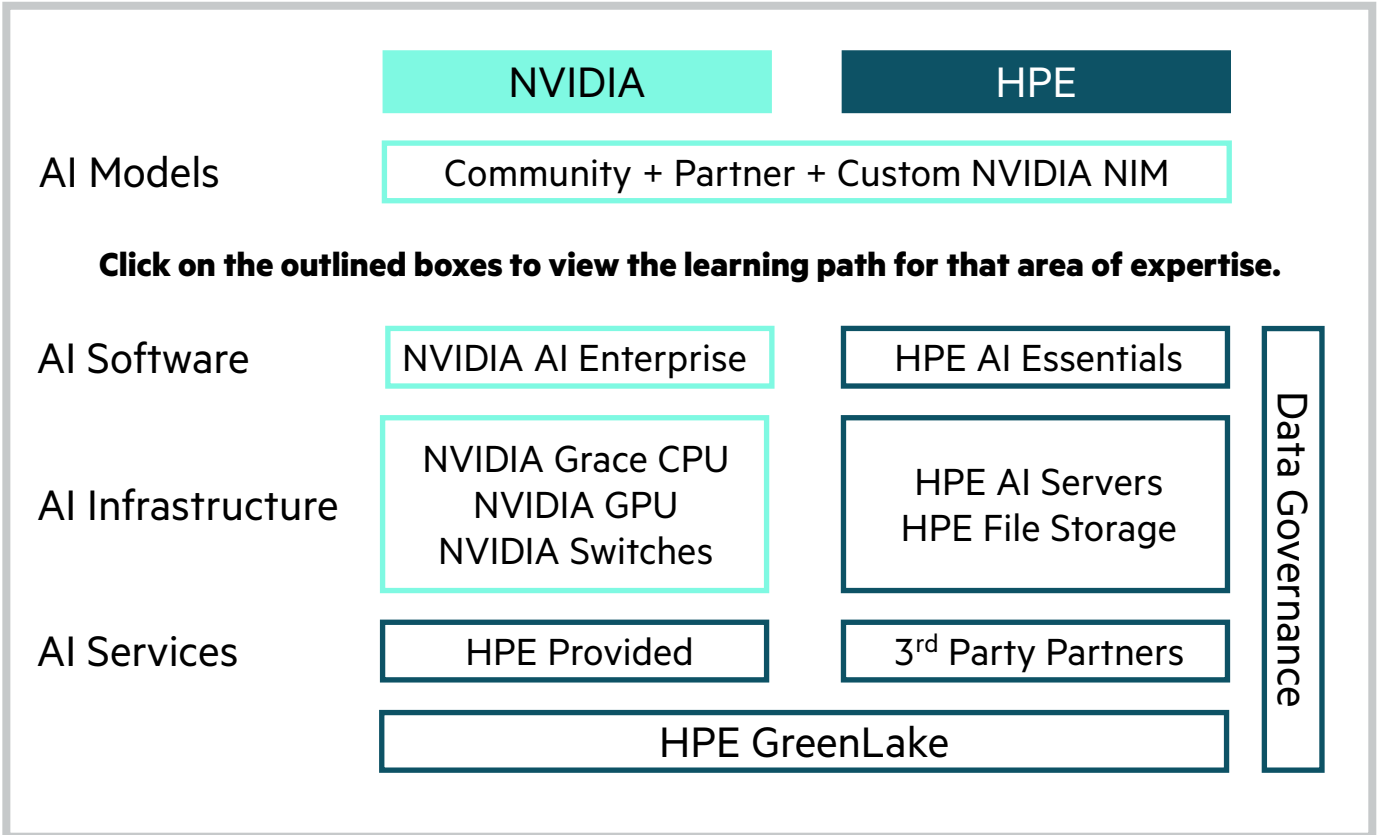 NVIDIA
HPE
AI Models
Community + Partner + Custom NVIDIA NIM
Click on the outlined boxes to view the learning path for that area of expertise.
AI Software
NVIDIA AI Enterprise
HPE AI Essentials
AI Infrastructure
NVIDIA Grace CPU
NVIDIA GPU
NVIDIA Switches
HPE AI Servers
HPE File Storage
AI Services
HPE Provided
3rd Party Partners
HPE GreenLake
Data Governance